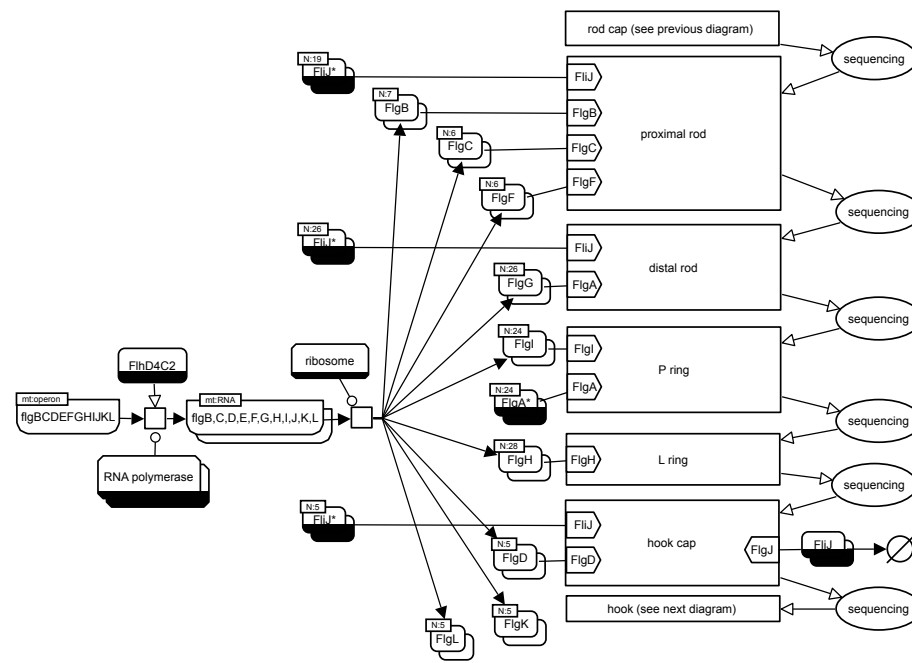 rod cap (see previous diagram)
sequencing
N:19
FliJ*
FliJ
N:7
FlgB
FlgB
proximal rod
N:6
FlgC
FlgC
N:6
FlgF
FlgF
sequencing
N:26
FliJ*
FliJ
distal rod
N:26
FlgG
FlgA
sequencing
N:24
FlgI
FlgI
ribosome
FlhD4C2
P ring
N:24
FlgA*
FlgA
mt:operon
flgBCDEFGHIJKL
mt:RNA
flgB,C,D,E,F,G,H,I,J,K,L
sequencing
N:28
FlgH
FlgH
L ring
RNA polymerase
sequencing
N:5
FliJ*
FliJ
hook cap
FlgJ
FliJ
N:5
FlgD
FlgD
hook (see next diagram)
sequencing
N:5
FlgK
N:5
FlgL